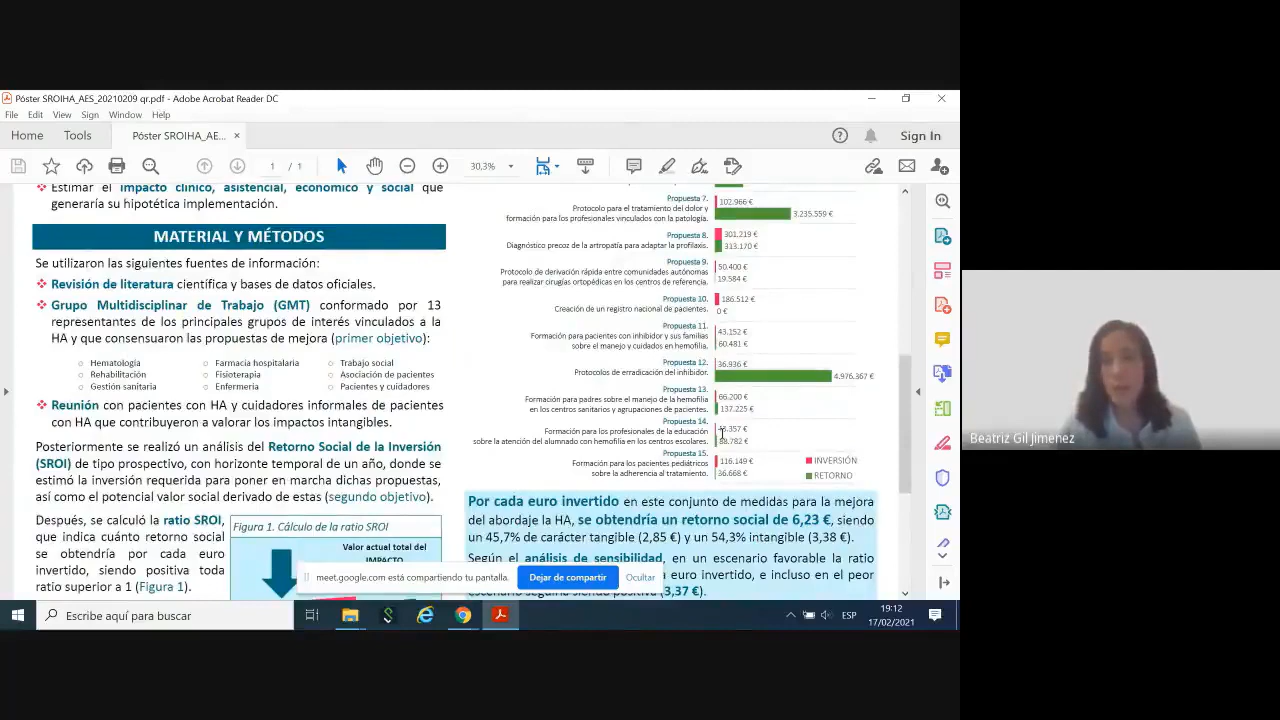 Póster SROIHA_AES_20210209 qr.pdf - Adobe Acrobat Reader DC
File Edit View Sign Window Help
Home Tools Póster SROIHA_AE... × Sign In
1 / 1 30,3%
❖ Estimar el impacto clínico, asistencial, económico y social que
generaría su hipotética implementación.
MATERIAL Y MÉTODOS
Se utilizaron las siguientes fuentes de información:
❖ Revisión de literatura científica y bases de datos oficiales.
❖ Grupo Multidisciplinar de Trabajo (GMT) conformado por 13
representantes de los principales grupos de interés vinculados a la
HA y que consensuaron las propuestas de mejora (primer objetivo):
○ Hematología ○ Farmacia hospitalaria ○ Trabajo social
○ Rehabilitación ○ Fisioterapia ○ Asociación de pacientes
○ Gestión sanitaria ○ Enfermería ○ Pacientes y cuidadores
❖ Reunión con pacientes con HA y cuidadores informales de pacientes
con HA que contribuyeron a valorar los impactos intangibles.
Posteriormente se realizó un análisis del Retorno Social de la Inversión
(SROI) de tipo prospectivo, con horizonte temporal de un año, donde se
estimó la inversión requerida para poner en marcha dichas propuestas,
así como el potencial valor social derivado de estas (segundo objetivo).
Después, se calculó la ratio SROI,
que indica cuánto retorno social
se obtendría por cada euro
invertido, siendo positiva toda
ratio superior a 1 (Figura 1).
Figura 1. Cálculo de la ratio SROI
Valor actual total del
IMPACTO
Propuesta 7.
Protocolo para el tratamiento del dolor y
formación para los profesionales vinculados con la patología.
102.966 €
3.235.559 €
Propuesta 8.
Diagnóstico precoz de la artropatía para adaptar la profilaxis.
301.219 €
313.170 €
Propuesta 9.
Protocolo de derivación rápida entre comunidades autónomas
para realizar cirugías ortopédicas en los centros de referencia.
50.400 €
19.584 €
Propuesta 10.
Creación de un registro nacional de pacientes.
186.512 €
0 €
Propuesta 11.
Formación para pacientes con inhibidor y sus familias
sobre el manejo y cuidados en hemofilia.
43.152 €
60.481 €
Propuesta 12.
Protocolos de erradicación del inhibidor.
36.936 €
4.976.367 €
Propuesta 13.
Formación para padres sobre el manejo de la hemofilia
en los centros sanitarios y agrupaciones de pacientes.
66.200 €
137.225 €
Propuesta 14.
Formación para los profesionales de la educación
sobre la atención del alumnado con hemofilia en los centros escolares.
Propuesta 15.
Formación para los pacientes pediátricos
sobre la adherencia al tratamiento.
116.149 €
36.668 €
INVERSIÓN
RETORNO
Por cada euro invertido en este conjunto de medidas para la mejora
del abordaje la HA, se obtendría un retorno social de 6,23 €, siendo
un 45,7% de carácter tangible (2,85 €) y un 54,3% intangible (3,38 €).
Según el análisis de sensibilidad, en un escenario favorable la ratio
euro invertido, e incluso en el peor
escenario seguiría siendo positiva (3,37 €).
meet.google.com está compartiendo tu pantalla. Dejar de compartir Ocultar
Escribe aquí para buscar
ESP
19:12
17/02/2021
Beatriz Gil Jimenez